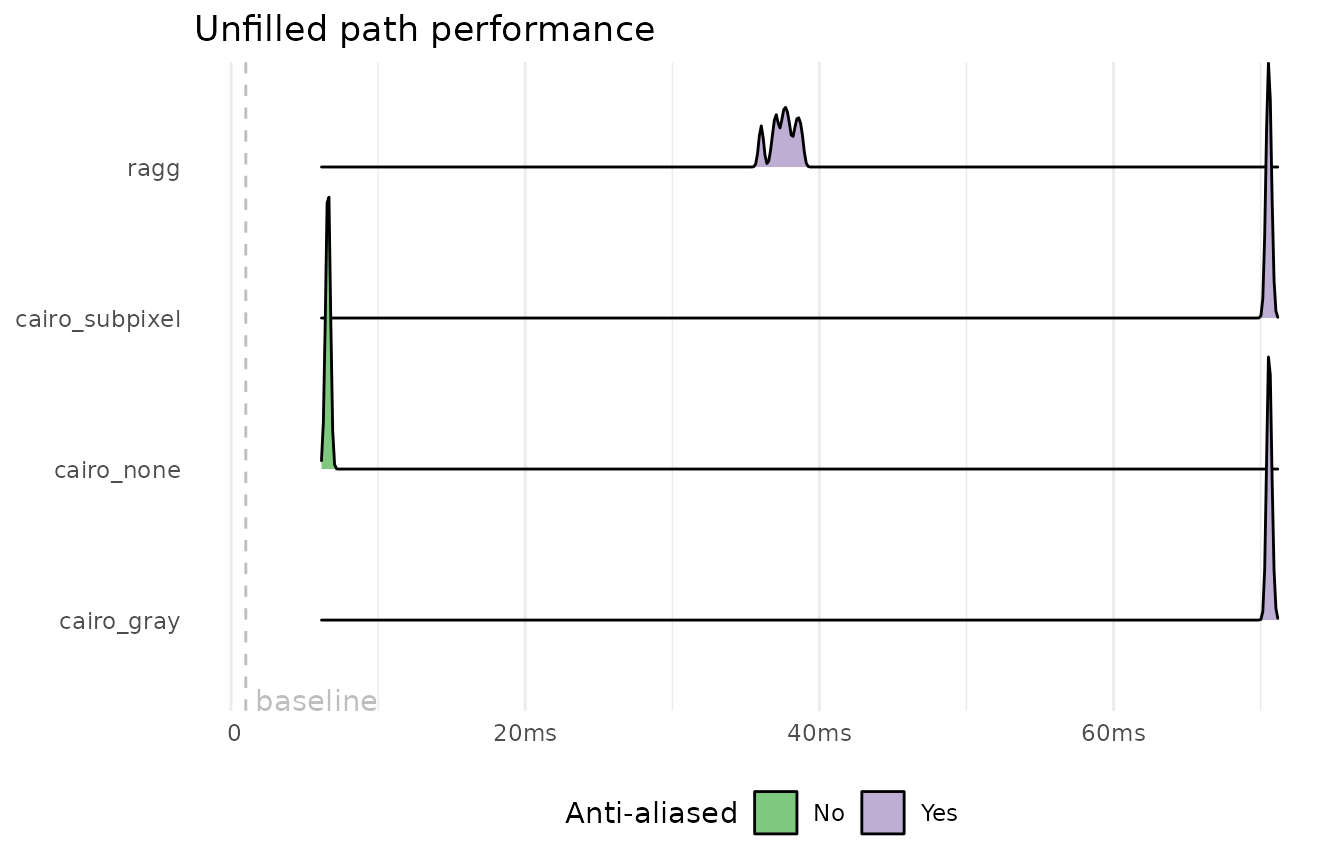 Unfilled path performance
ragg
cairo_subpixel
cairo_none
cairo_gray
baseline
0 20ms 40ms 60ms
Anti-aliased No Yes